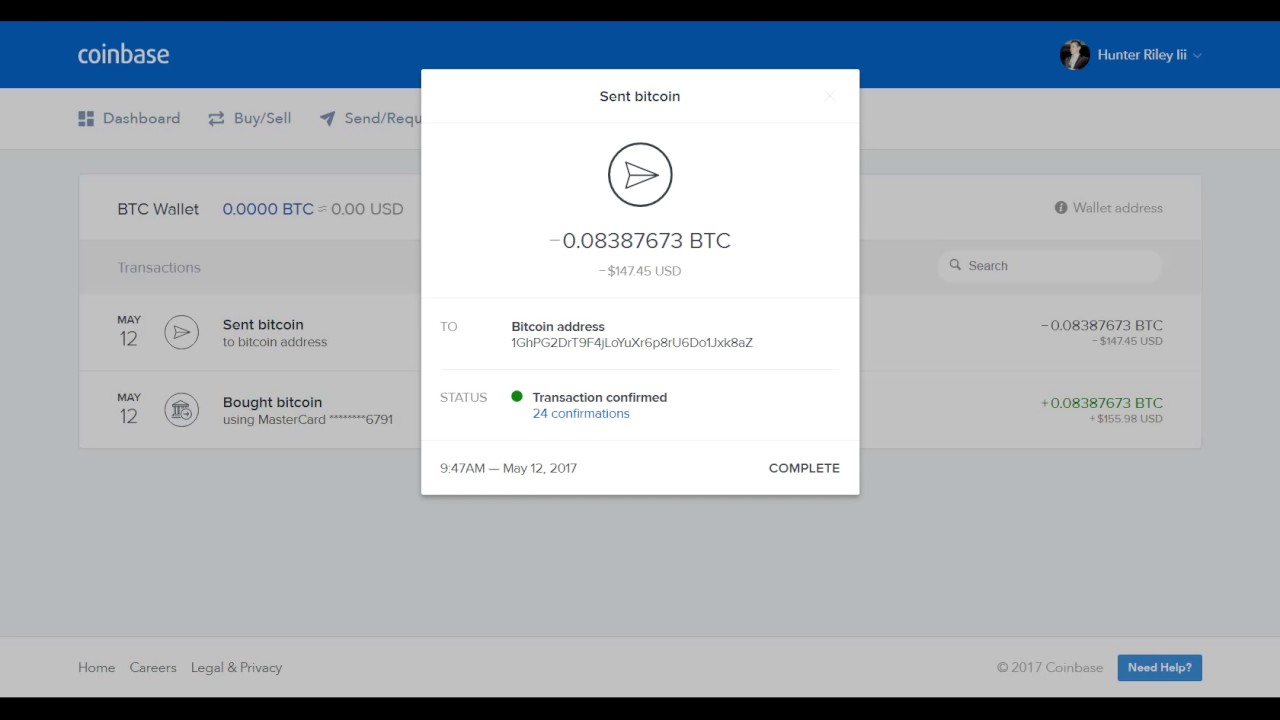 coinbase
Hunter Riley Iii
Dashboard
Buy/Sell
Send/Requ
BTC Wallet 0.0000 BTC ≈ 0.00 USD
Wallet address
Transactions
Search
MAY
12
Sent bitcoin
to bitcoin address
−0.08387673 BTC
−$147.45 USD
MAY
12
Bought bitcoin
using MasterCard ********6791
+0.08387673 BTC
+$155.98 USD
Sent bitcoin
−0.08387673 BTC
−$147.45 USD
TO
Bitcoin address
1GhPG2DrT9F4jLoYuXr6p8rU6Do1Jxk8aZ
STATUS
Transaction confirmed
24 confirmations
9:47AM — May 12, 2017
COMPLETE
Home Careers Legal & Privacy
© 2017 Coinbase
Need Help?